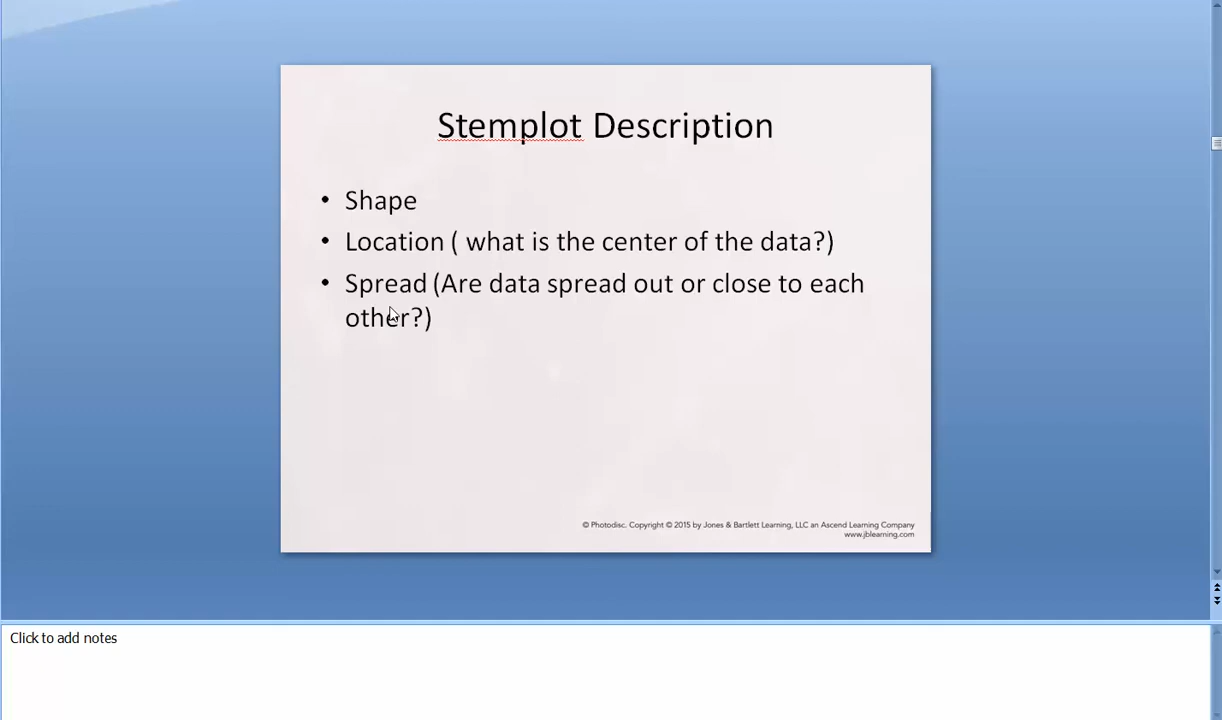 Stemplot Description
• Shape
• Location ( what is the center of the data?)
• Spread (Are data spread out or close to each
other?)
© Photodisc. Copyright © 2015 by Jones & Bartlett Learning, LLC an Ascend Learning Company
www.jblearning.com
Click to add notes